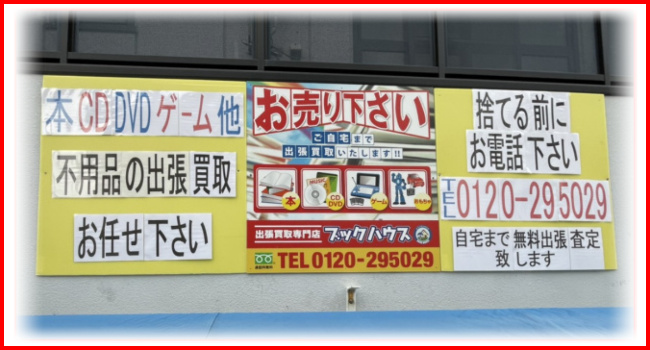 本 CD DVD ゲーム 他
不用品の出張買取
お任せ下さい
お売り下さい
ご自宅まで
出張買取いたします!!
本
CD
DVD
ゲーム
おもちゃ
出張買取専門店 ブックハウス
TEL 0120-295029
捨てる前に
お電話下さい
TEL 0120-295029
自宅まで無料出張査定
致します